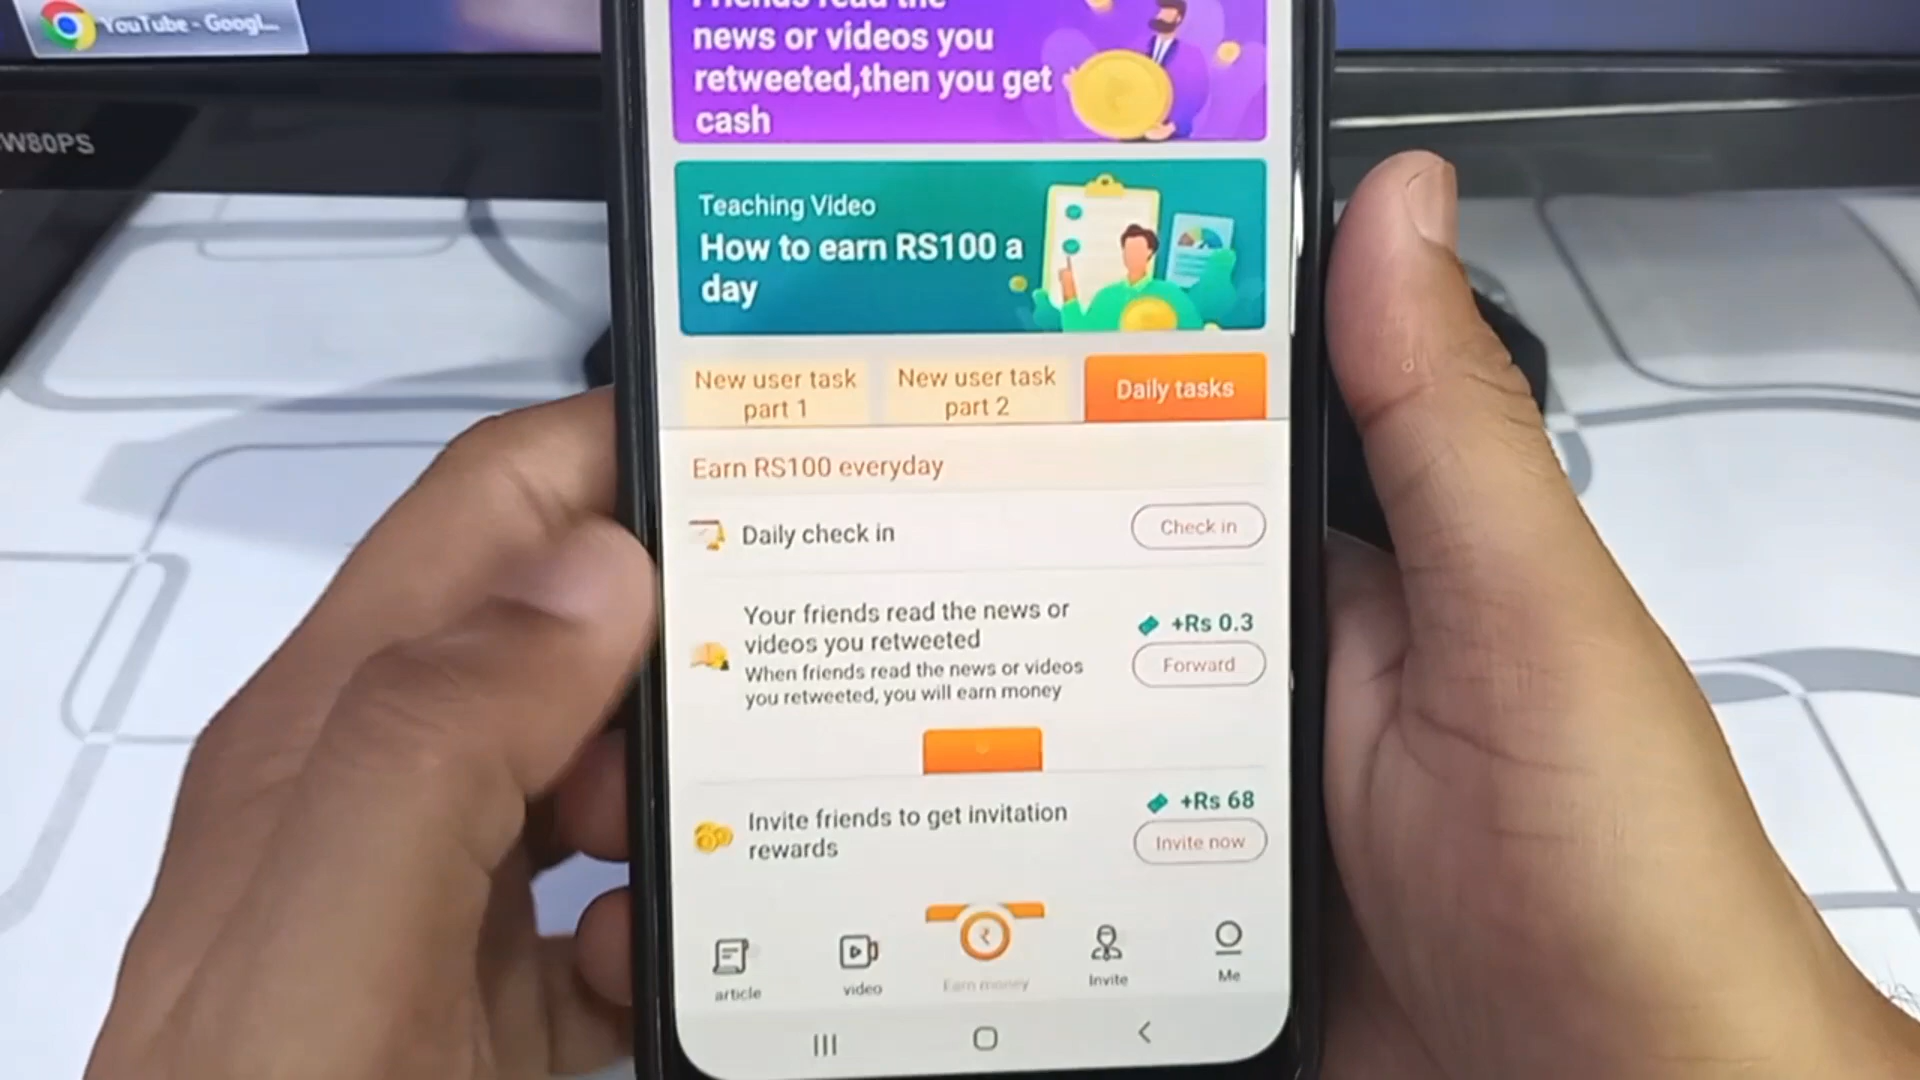 YouTube - Googl...
W80PS
Friends read the
news or videos you
retweeted,then you get
cash
Teaching Video
How to earn RS100 a
day
New user task
part 1
New user task
part 2
Daily tasks
Earn RS100 everyday
Daily check in
Check in
Your friends read the news or
videos you retweeted
When friends read the news or videos
you retweeted, you will earn money
+Rs 0.3
Forward
Invite friends to get invitation
rewards
+Rs 68
Invite now
article
video
Earn money
Invite
Me